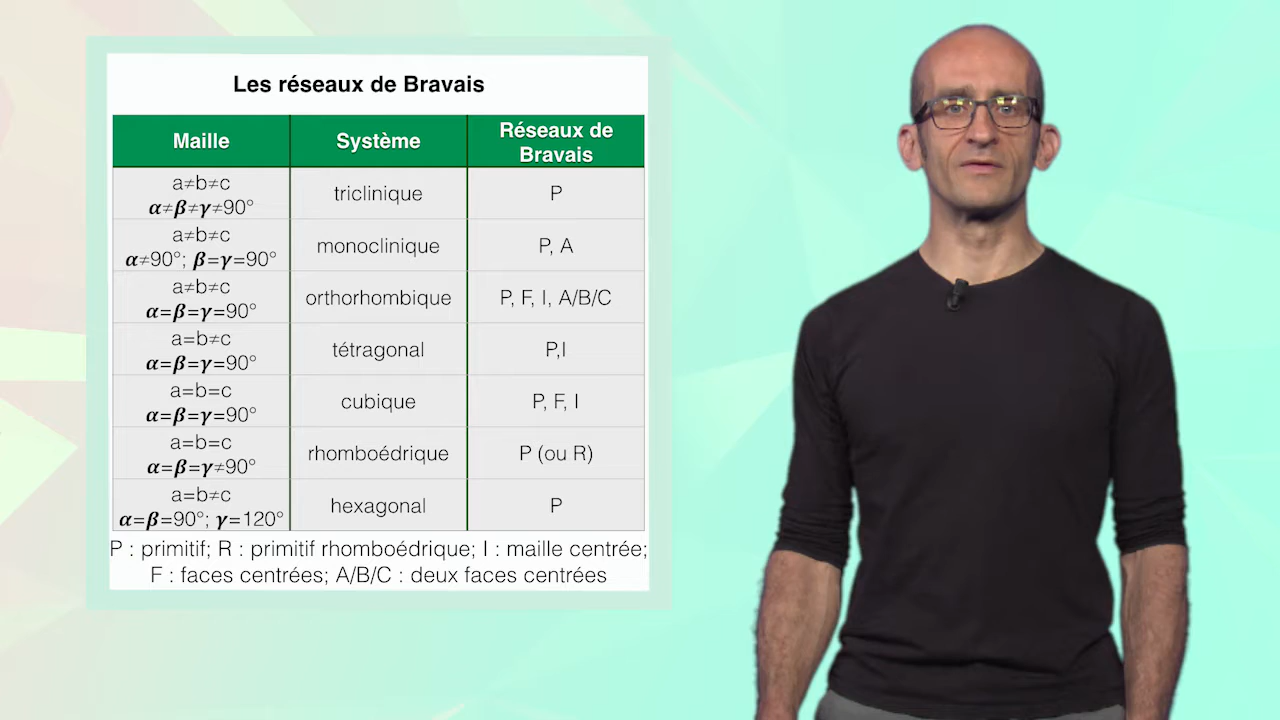 Les réseaux de Bravais
Maille Système Réseaux de
Bravais
a≠b≠c
α≠β≠γ≠90° triclinique P
a≠b≠c
α≠90°; β=γ=90° monoclinique P, A
a≠b≠c
α=β=γ=90° orthorhombique P, F, I, A/B/C
a=b≠c
α=β=γ=90° tétragonal P,I
a=b=c
α=β=γ=90° cubique P, F, I
a=b=c
α=β=γ≠90° rhomboédrique P (ou R)
a=b≠c
α=β=90°; γ=120° hexagonal P
P : primitif; R : primitif rhomboédrique; I : maille centrée;
F : faces centrées; A/B/C : deux faces centrées